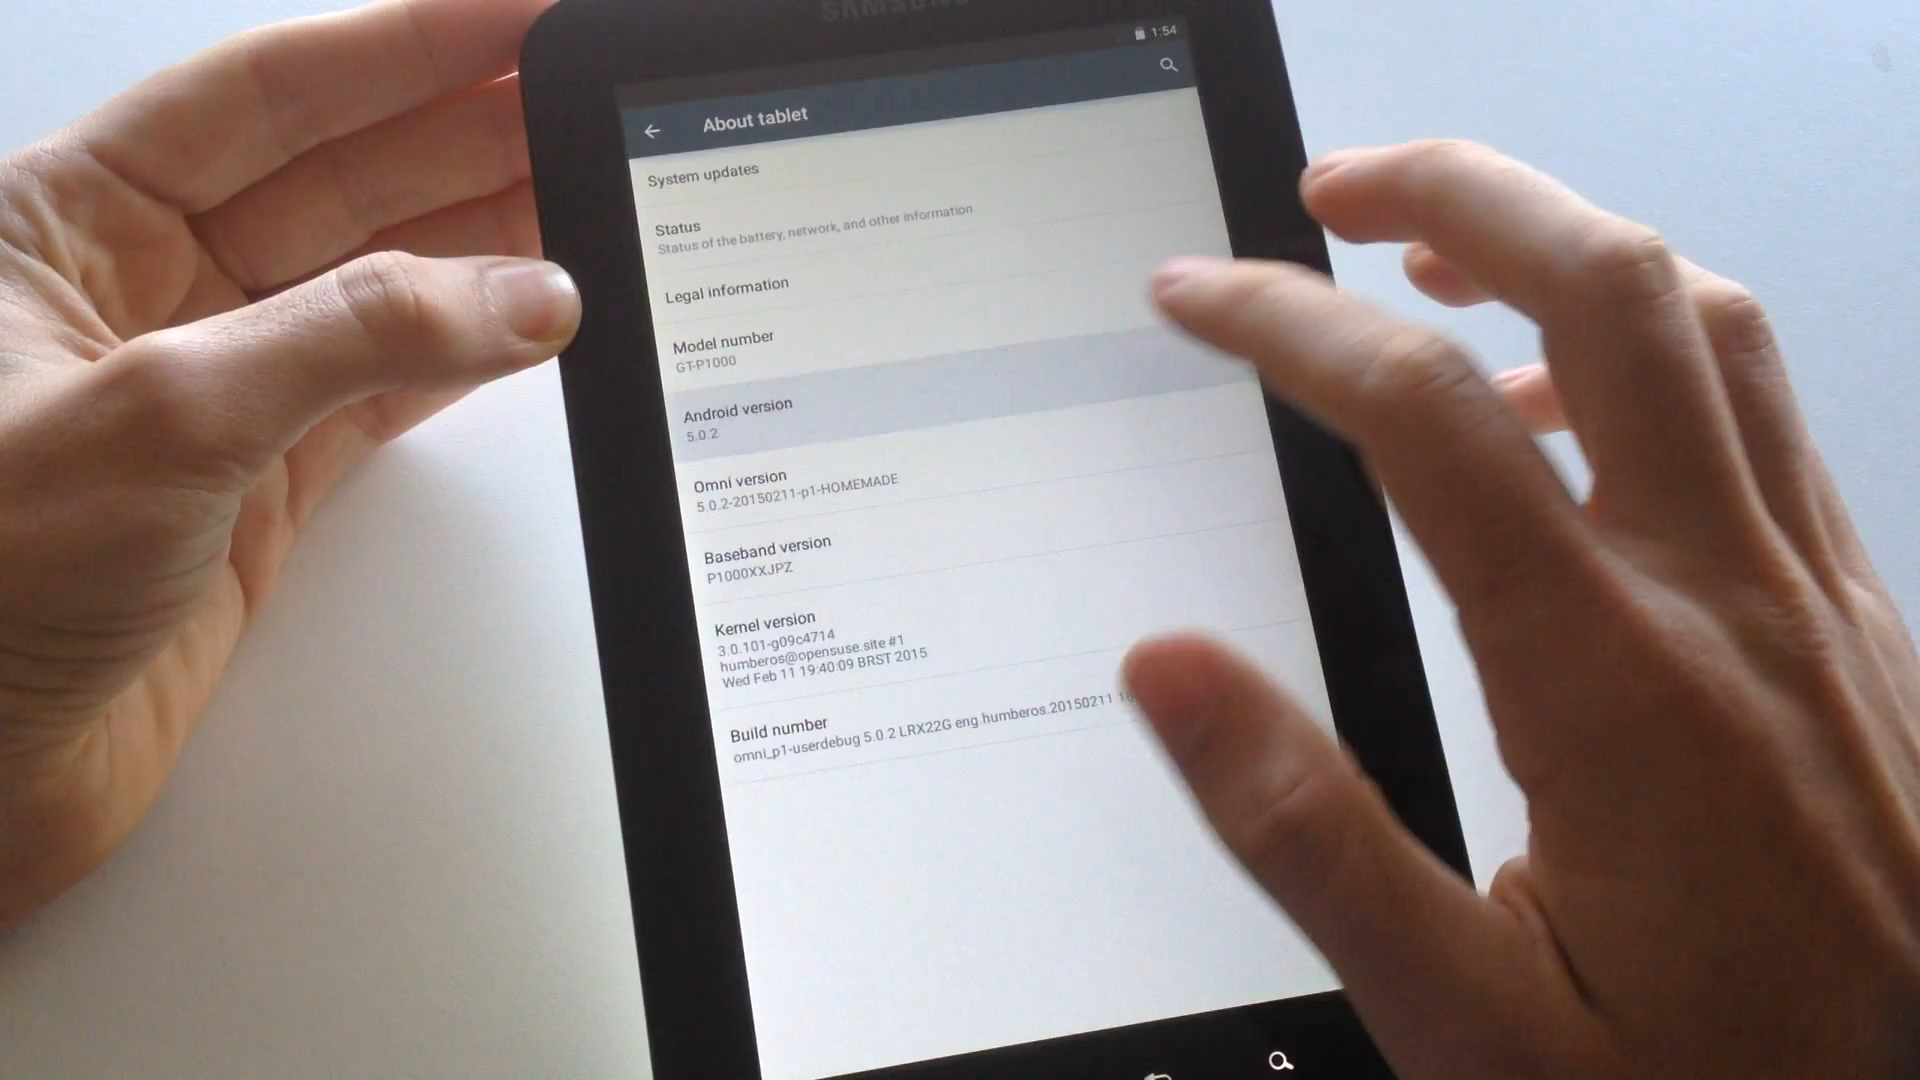 SAMSUNG
1:54
About tablet
System updates
Status
Status of the battery, network, and other information
Legal information
Model number
GT-P1000
Android version
5.0.2
Omni version
5.0.2-20150211-p1-HOMEMADE
Baseband version
P1000XXJPZ
Kernel version
3.0.101-g09c4714
humberos@opensuse.site #1
Wed Feb 11 19:40:09 BRST 2015
Build number
omni_p1-userdebug 5.0.2 LRX22G eng.humberos.20150211